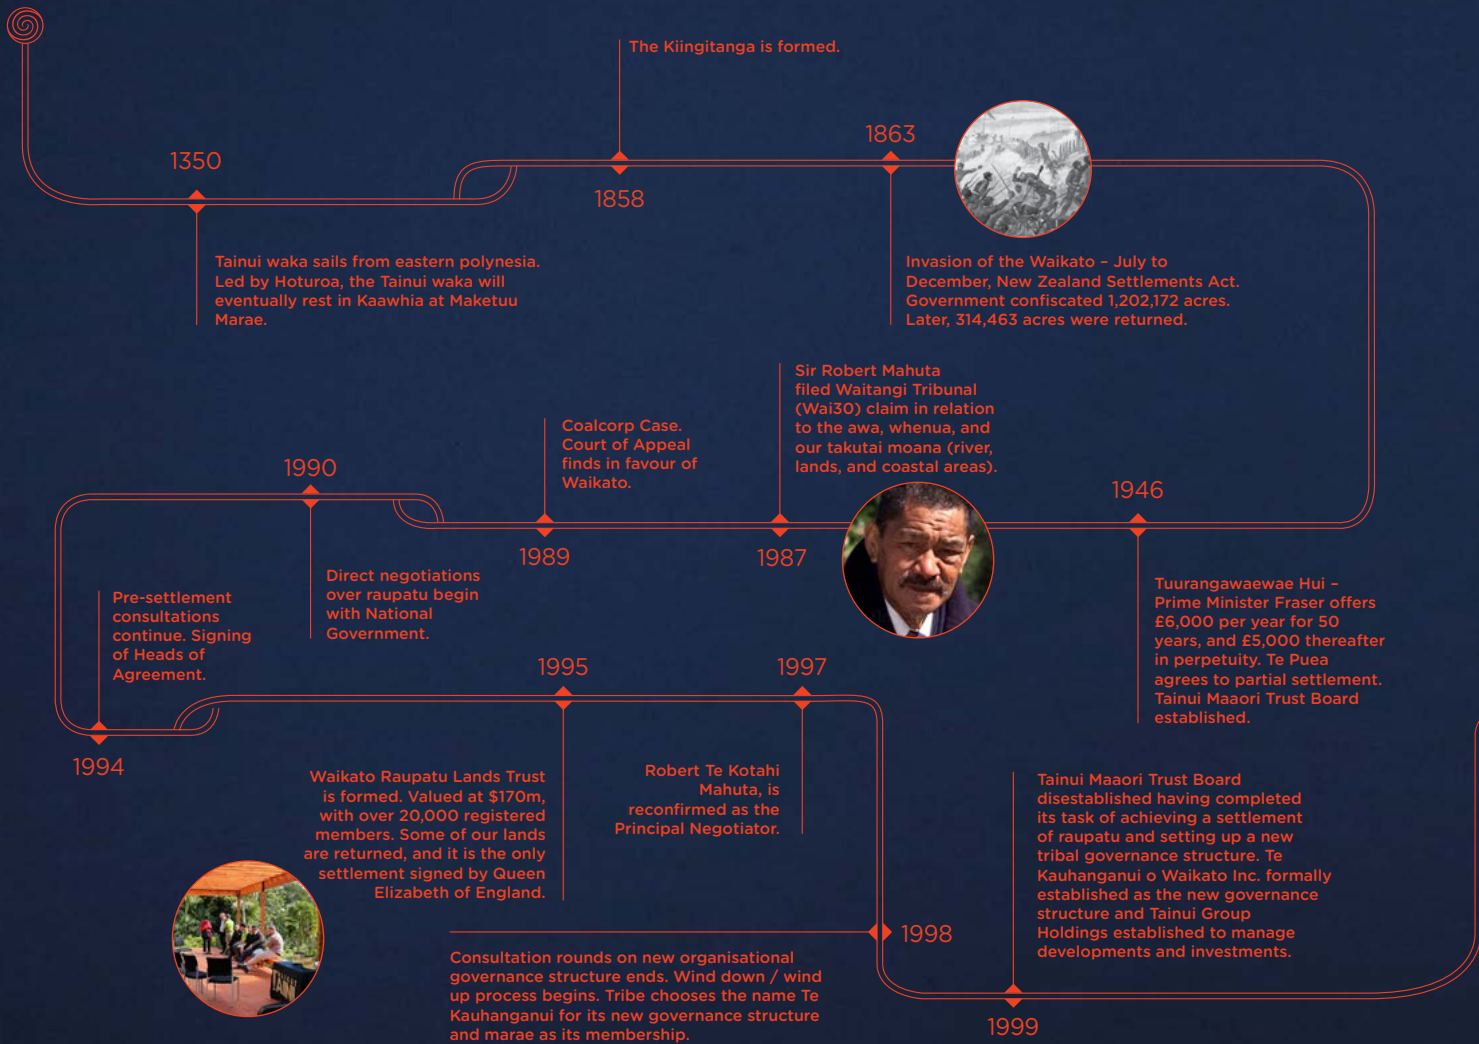 1350
Tainui waka sails from eastern polynesia.
Led by Hoturoa, the Tainui waka will
eventually rest in Kaawhia at Maketuu
Marae.
The Kiingitanga is formed.
1858
1863
Invasion of the Waikato – July to
December, New Zealand Settlements Act.
Government confiscated 1,202,172 acres.
Later, 314,463 acres were returned.
1946
Tuurangawaewae Hui –
Prime Minister Fraser offers
£6,000 per year for 50
years, and £5,000 thereafter
in perpetuity. Te Puea
agrees to partial settlement.
Tainui Maaori Trust Board
established.
Sir Robert Mahuta
filed Waitangi Tribunal
(Wai30) claim in relation
to the awa, whenua, and
our takutai moana (river,
lands, and coastal areas).
1987
Coalcorp Case.
Court of Appeal
finds in favour of
Waikato.
1989
1990
Direct negotiations
over raupatu begin
with National
Government.
Pre-settlement
consultations
continue. Signing
of Heads of
Agreement.
1994
1995
Waikato Raupatu Lands Trust
is formed. Valued at $170m,
with over 20,000 registered
members. Some of our lands
are returned, and it is the only
settlement signed by Queen
Elizabeth of England.
1997
Robert Te Kotahi
Mahuta, is
reconfirmed as the
Principal Negotiator.
1998
Consultation rounds on new organisational
governance structure ends. Wind down / wind
up process begins. Tribe chooses the name Te
Kauhanganui for its new governance structure
and marae as its membership.
Tainui Maaori Trust Board
disestablished having completed
its task of achieving a settlement
of raupatu and setting up a new
tribal governance structure. Te
Kauhanganui o Waikato Inc. formally
established as the new governance
structure and Tainui Group
Holdings established to manage
developments and investments.
1999